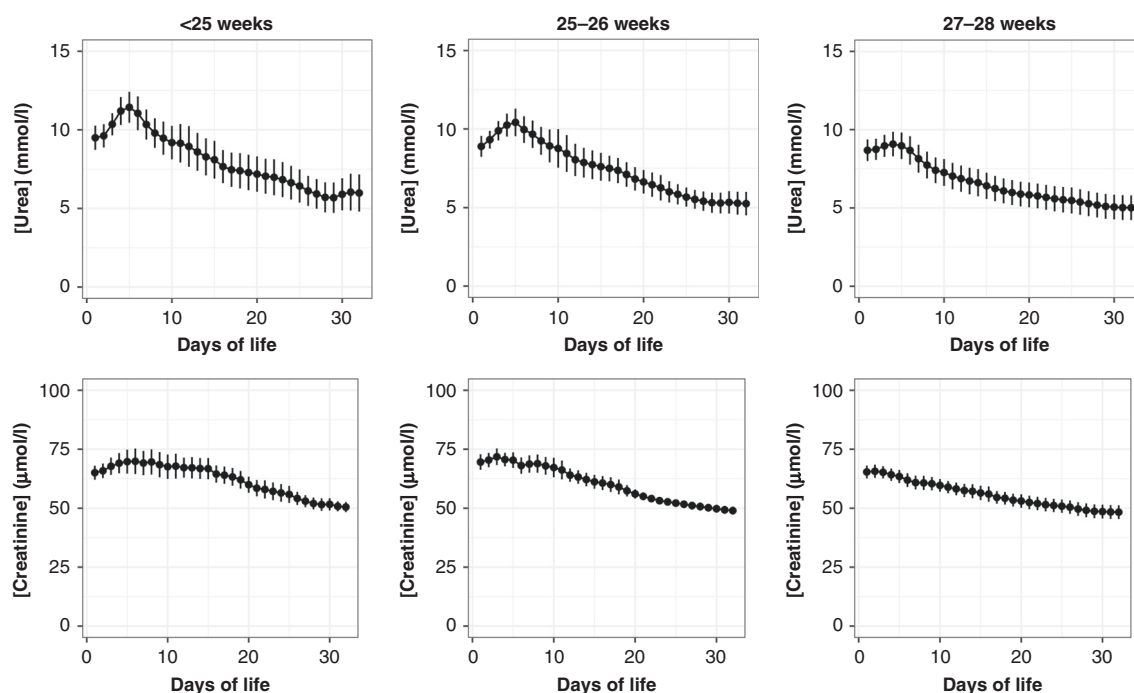 <25 weeks
25–26 weeks
27–28 weeks
15
10
5
0
[Urea] (mmol/l)
0 10 20 30
Days of life
15
10
5
0
[Urea] (mmol/l)
0 10 20 30
Days of life
15
10
5
0
[Urea] (mmol/l)
0 10 20 30
Days of life
100
75
50
25
0
[Creatinine] (μmol/l)
0 10 20 30
Days of life
100
75
50
25
0
[Creatinine] (μmol/l)
0 10 20 30
Days of life
100
75
50
25
0
[Creatinine] (μmol/l)
0 10 20 30
Days of life